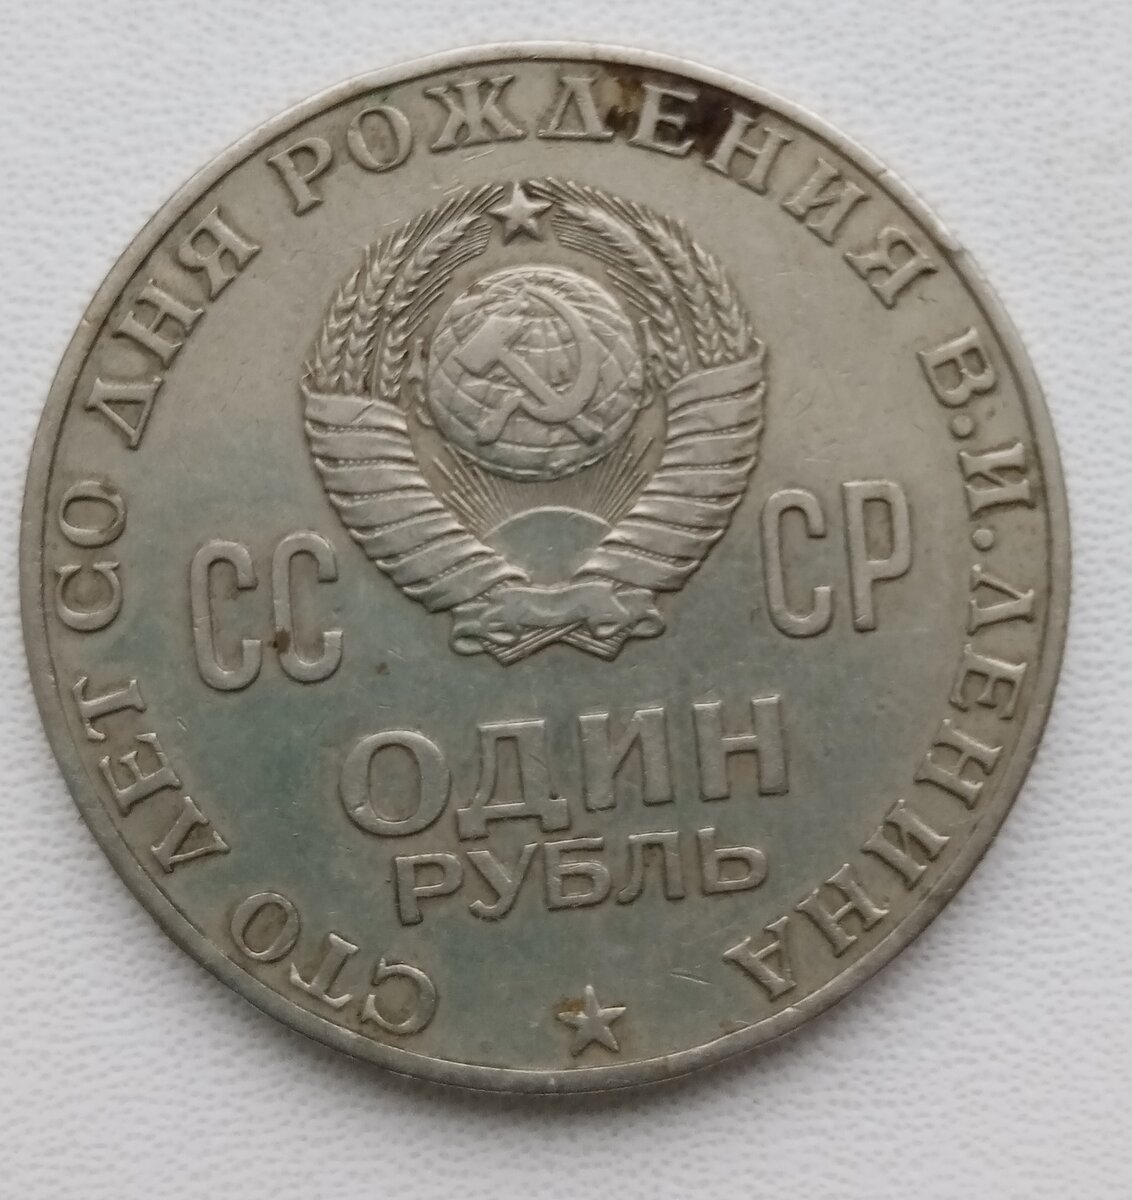 СТО ЛЕТ СО ДНЯ РОЖДЕНИЯ В.И.ЛЕНИНА
СС СР
ОДИН
РУБЛЬ